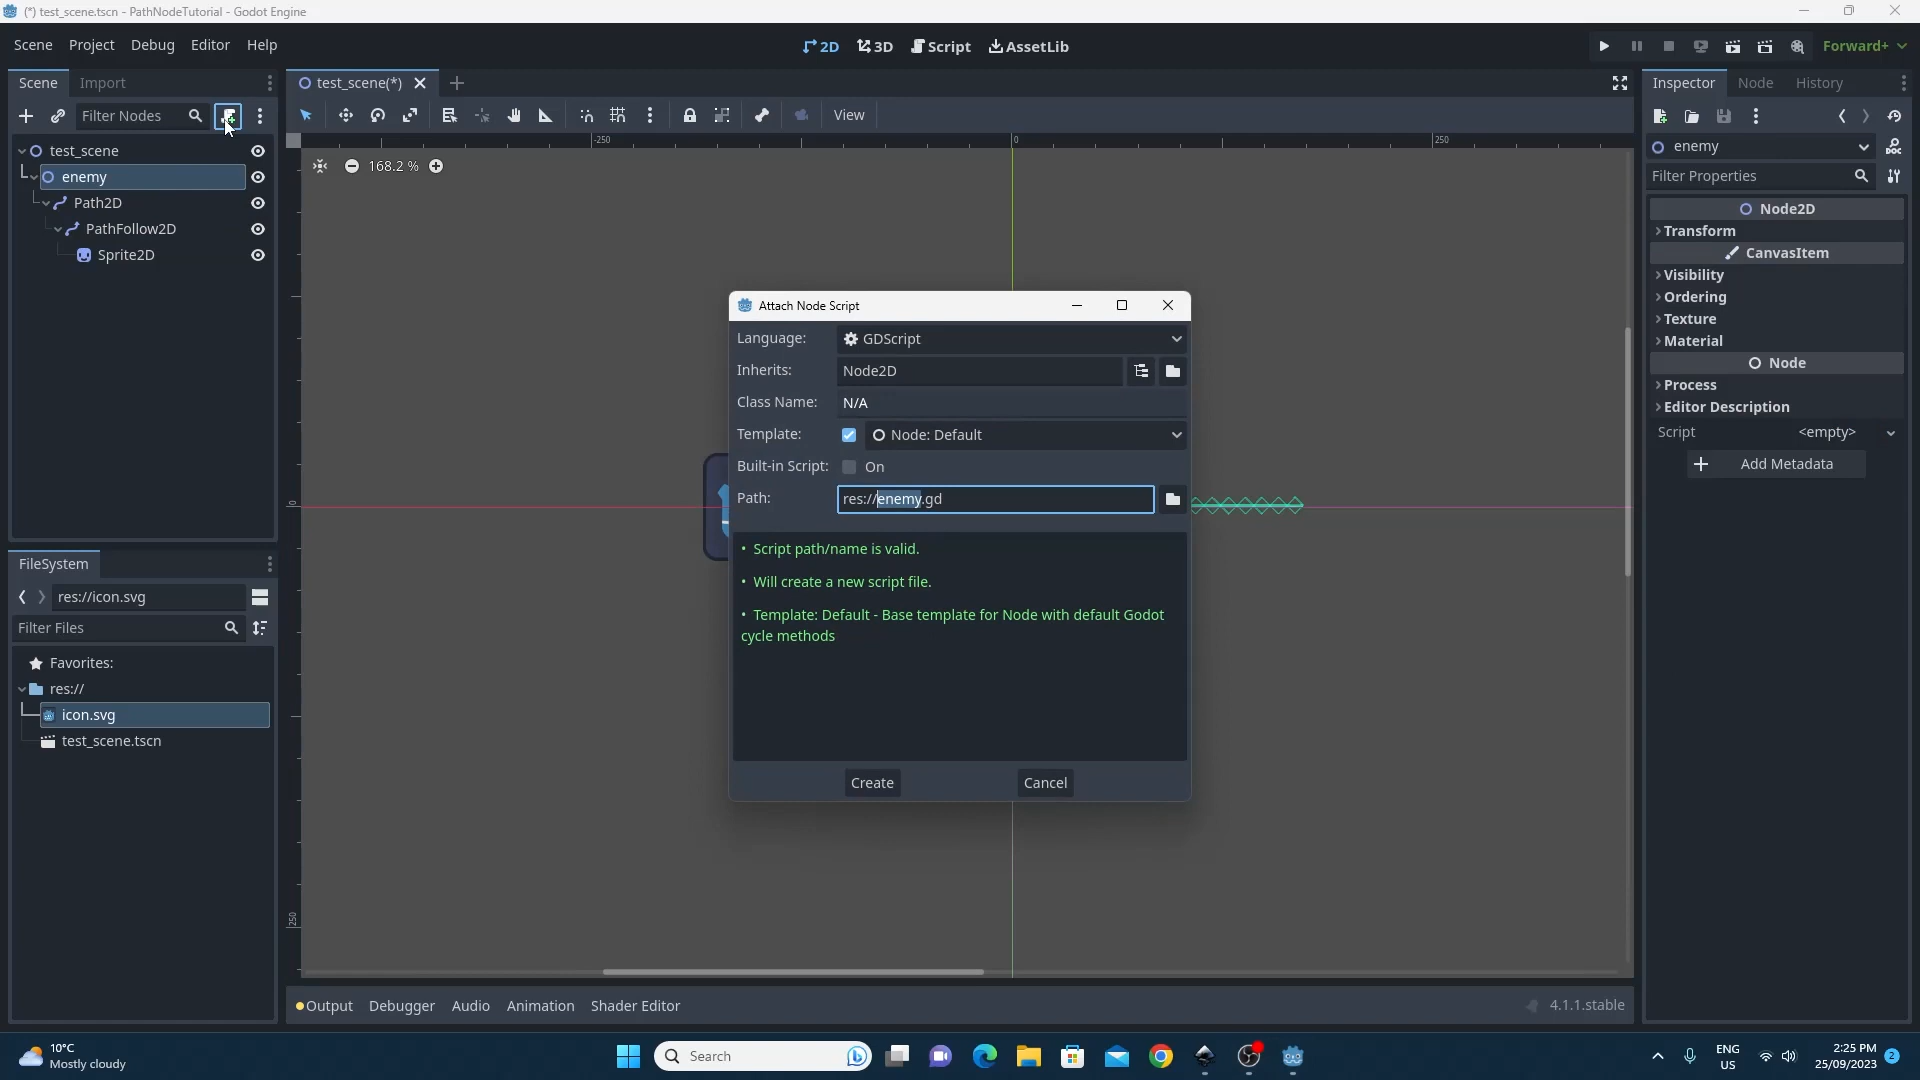 (*) test_scene.tscn - PathNodeTutorial - Godot Engine
Scene Project Debug Editor Help
2D 3D Script AssetLib
Forward+
Scene Import
test_scene(*)
Inspector Node History
Filter Nodes
View
test_scene
enemy
Path2D
PathFollow2D
Sprite2D
-250 0 250
168.2 %
0
250
enemy
Filter Properties
Node2D
Transform
CanvasItem
Visibility
Ordering
Texture
Material
Node
Process
Editor Description
Script <empty>
Add Metadata
Attach Node Script
Language: GDScript
Inherits: Node2D
Class Name: N/A
Template: Node: Default
Built-in Script: On
Path: res://enemy.gd
• Script path/name is valid.
• Will create a new script file.
• Template: Default - Base template for Node with default Godot
cycle methods
Create Cancel
FileSystem
res://icon.svg
Filter Files
Favorites:
res://
icon.svg
test_scene.tscn
Output Debugger Audio Animation Shader Editor
4.1.1.stable
10°C
Mostly cloudy
Search
ENG
US
2:25 PM
25/09/2023
2